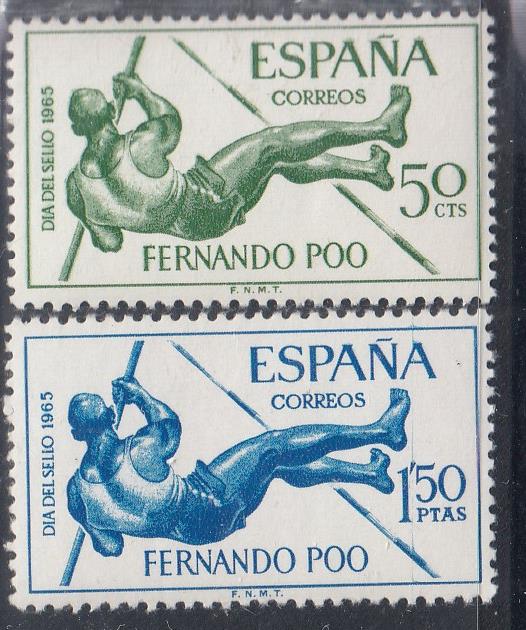 ESPAÑA
CORREOS
DIA DEL SELLO 1965
50
CTS
FERNANDO POO
F. N. M. T.
ESPAÑA
CORREOS
DIA DEL SELLO 1965
1'50
PTAS
FERNANDO POO
F. N. M. T.